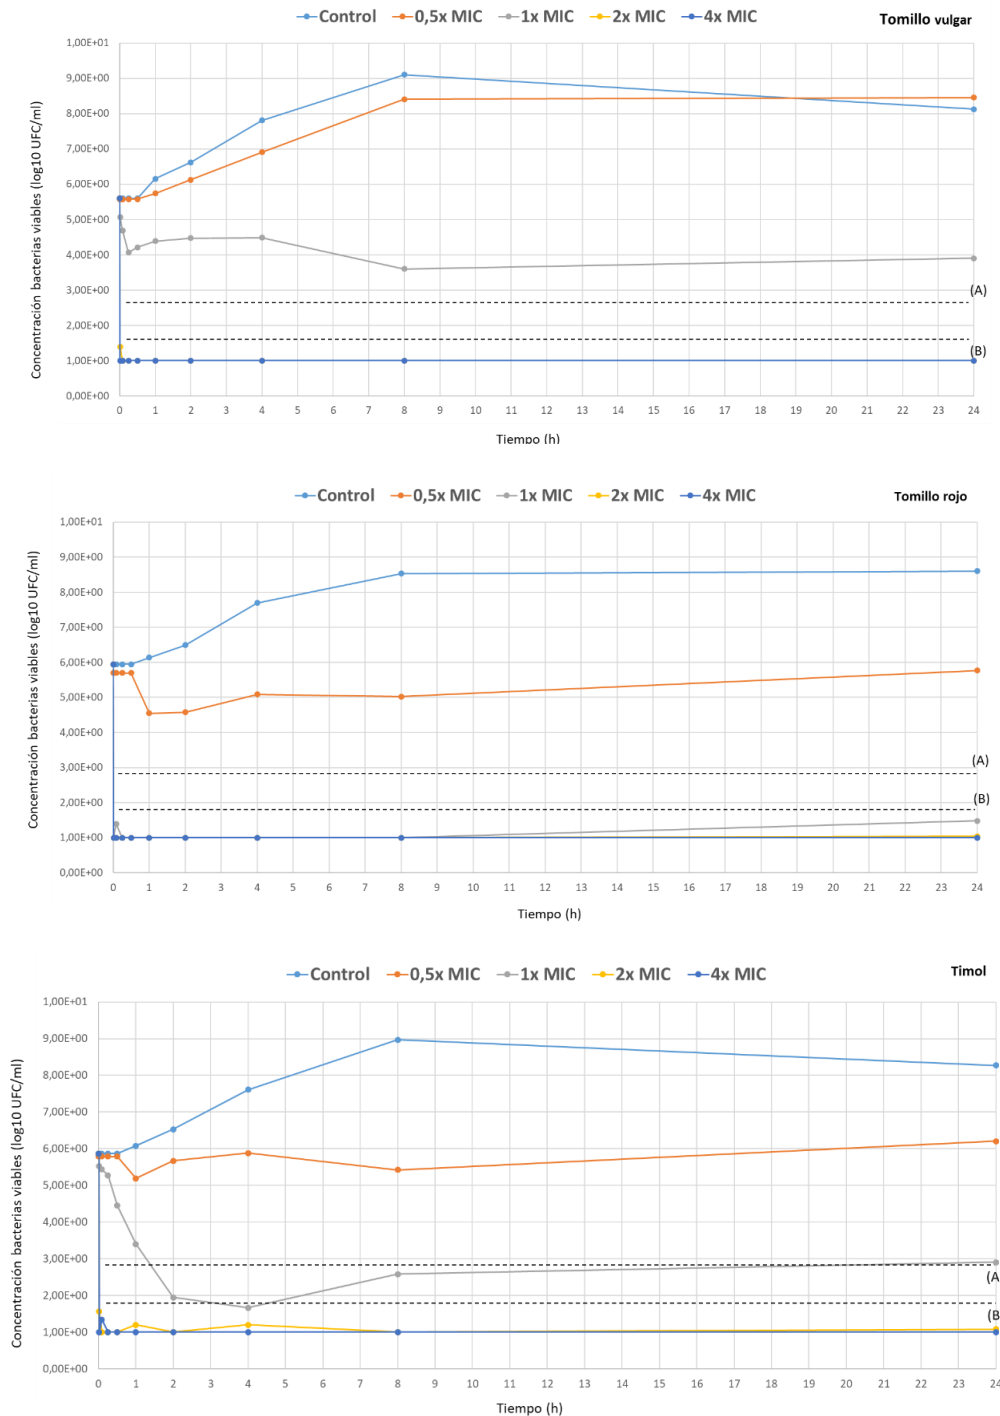 Control 0,5x MIC 1x MIC 2x MIC 4x MIC
Tomillo vulgar
Concentración bacterias viables (log10 UFC/ml)
1,00E+01
9,00E+00
8,00E+00
7,00E+00
6,00E+00
5,00E+00
4,00E+00
3,00E+00
2,00E+00
1,00E+00
0,00E+00
(A)
(B)
0 1 2 3 4 5 6 7 8 9 10 11 12 13 14 15 16 17 18 19 20 21 22 23 24
Tiempo (h)
Control 0,5x MIC 1x MIC 2x MIC 4x MIC
Tomillo rojo
Concentración bacterias viables (log10 UFC/ml)
1,00E+01
9,00E+00
8,00E+00
7,00E+00
6,00E+00
5,00E+00
4,00E+00
3,00E+00
2,00E+00
1,00E+00
0,00E+00
(A)
(B)
0 1 2 3 4 5 6 7 8 9 10 11 12 13 14 15 16 17 18 19 20 21 22 23 24
Tiempo (h)
Control 0,5x MIC 1x MIC 2x MIC 4x MIC
Timol
Concentración bacterias viables (log10 UFC/ml)
1,00E+01
9,00E+00
8,00E+00
7,00E+00
6,00E+00
5,00E+00
4,00E+00
3,00E+00
2,00E+00
1,00E+00
0,00E+00
(A
(B
0 1 2 3 4 5 6 7 8 9 10 11 12 13 14 15 16 17 18 19 20 21 22 23 24
Tiempo (h)